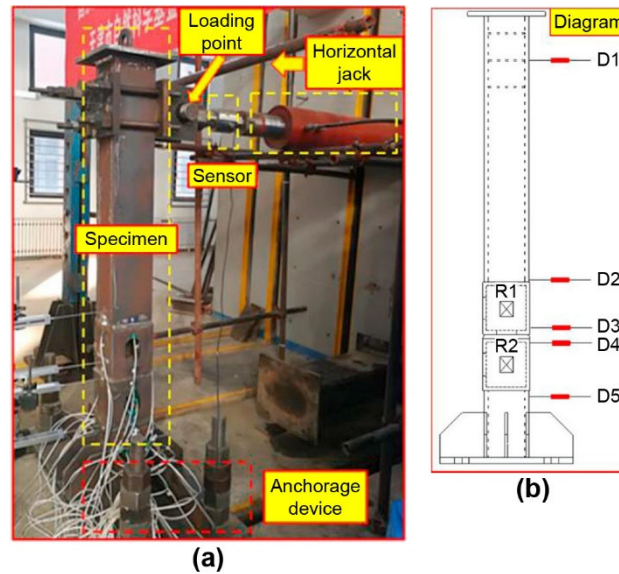 Loading
point
Horizontal
jack
Sensor
Specimen
Anchorage
device
(a)
Diagram
D1
D2
R1
D3
D4
R2
D5
(b)